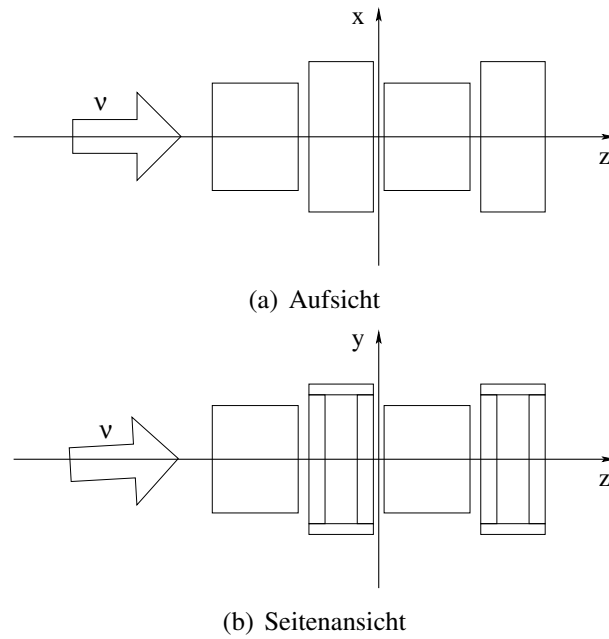 x
ν
z
(a) Aufsicht
y
ν
z
(b) Seitenansicht